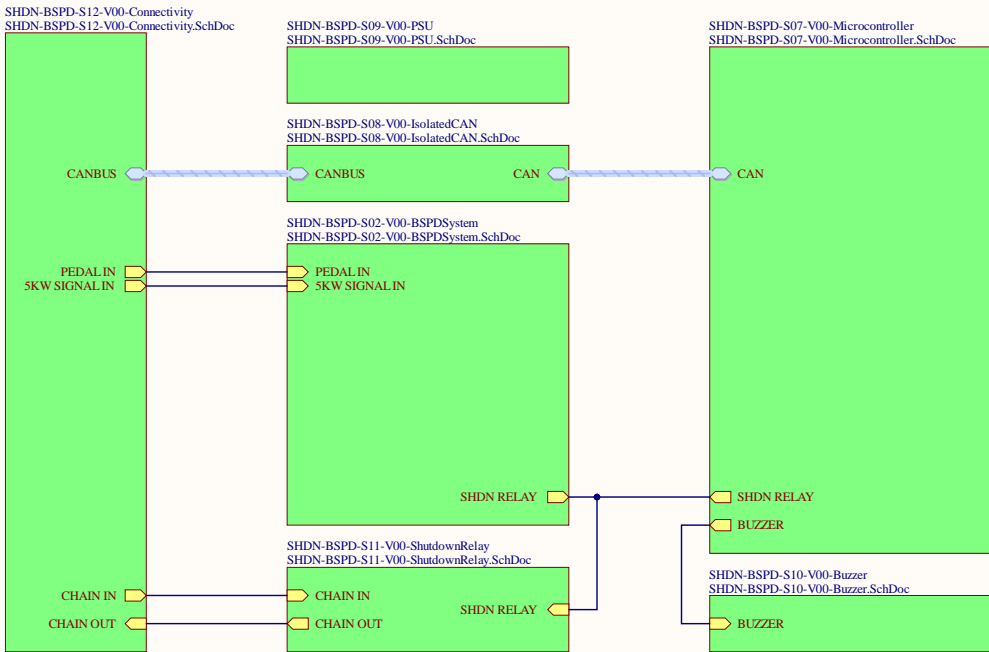 SHDN-BSPD-S12-V00-Connectivity
SHDN-BSPD-S12-V00-Connectivity.SchDoc
CANBUS
PEDAL IN
5KW SIGNAL IN
CHAIN IN
CHAIN OUT
SHDN-BSPD-S09-V00-PSU
SHDN-BSPD-S09-V00-PSU.SchDoc
SHDN-BSPD-S08-V00-IsolatedCAN
SHDN-BSPD-S08-V00-IsolatedCAN.SchDoc
CANBUS
CAN
SHDN-BSPD-S02-V00-BSPDSystem
SHDN-BSPD-S02-V00-BSPDSystem.SchDoc
PEDAL IN
5KW SIGNAL IN
SHDN RELAY
SHDN-BSPD-S11-V00-ShutdownRelay
SHDN-BSPD-S11-V00-ShutdownRelay.SchDoc
CHAIN IN
SHDN RELAY
CHAIN OUT
SHDN-BSPD-S07-V00-Microcontroller
SHDN-BSPD-S07-V00-Microcontroller.SchDoc
CAN
SHDN RELAY
BUZZER
SHDN-BSPD-S10-V00-Buzzer
SHDN-BSPD-S10-V00-Buzzer.SchDoc
BUZZER